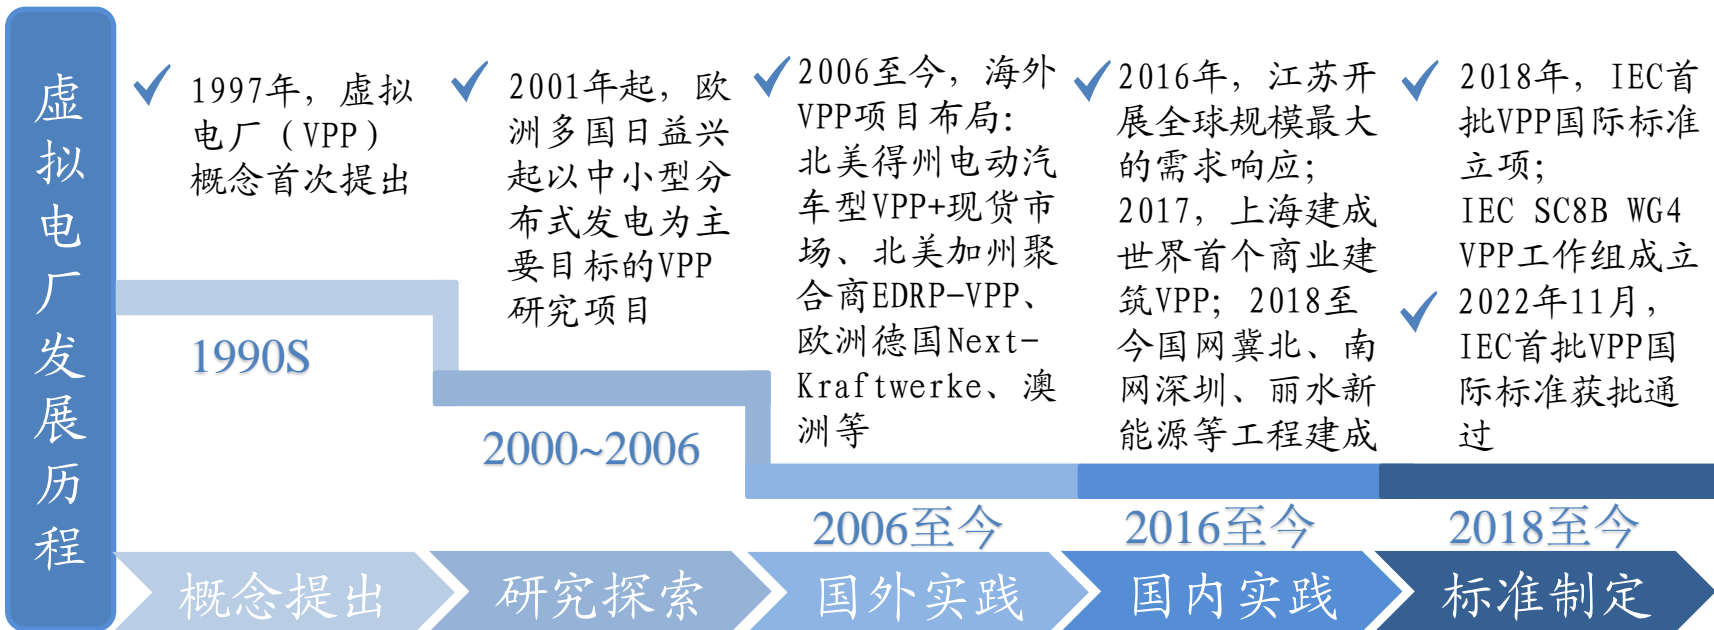 虚拟电厂发展历程
1997年，虚拟
电厂（VPP）
概念首次提出
1990S
概念提出
2001年起，欧
洲多国日益兴
起以中小型分
布式发电为主
要目标的VPP
研究项目
2000~2006
研究探索
2006至今，海外
VPP项目布局：
北美得州电动汽
车型VPP+现货市
场、北美加州聚
合商EDRP-VPP、
欧洲德国Next-
Kraftwerke、澳
洲等
2006至今
国外实践
2016年，江苏开
展全球规模最大
的需求响应；
2017，上海建成
世界首个商业建
筑VPP；2018至
今国网冀北、南
网深圳、丽水新
能源等工程建成
2016至今
国内实践
2018年，IEC首
批VPP国际标准
立项；
IEC SC8B WG4
VPP工作组成立
2022年11月，
IEC首批VPP国
际标准获批通
过
2018至今
标准制定